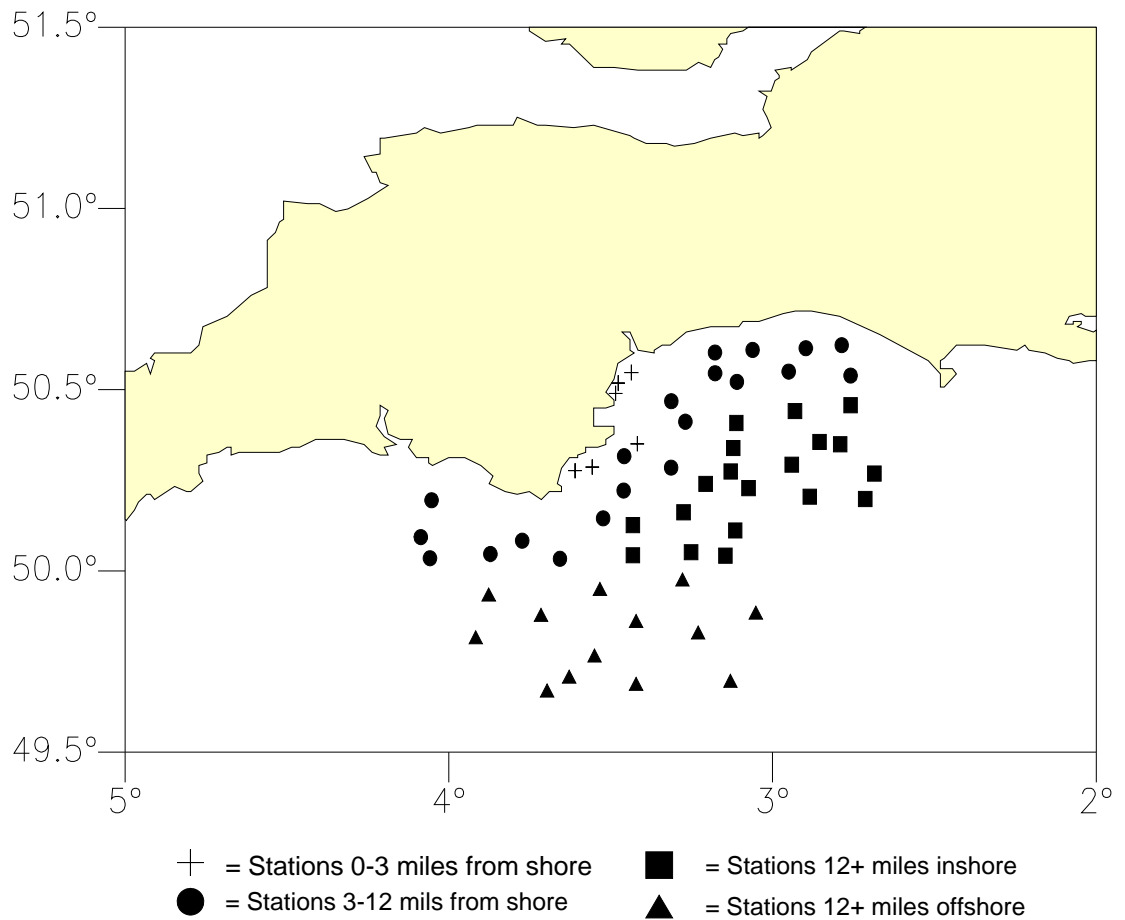 51.5°
51.0°
50.5°
50.0°
49.5°
5° 4° 3° 2°
= Stations 0-3 miles from shore
= Stations 12+ miles inshore
= Stations 3-12 mils from shore
= Stations 12+ miles offshore